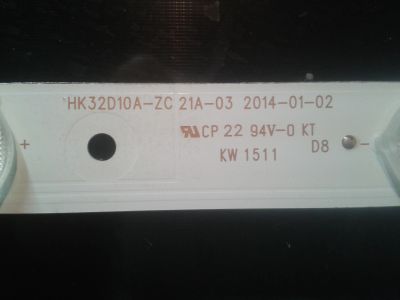 HK32D10A-ZC 21A-03 2014-01-02
+ CP 22 94V-0 KT D8 -
KW 1511